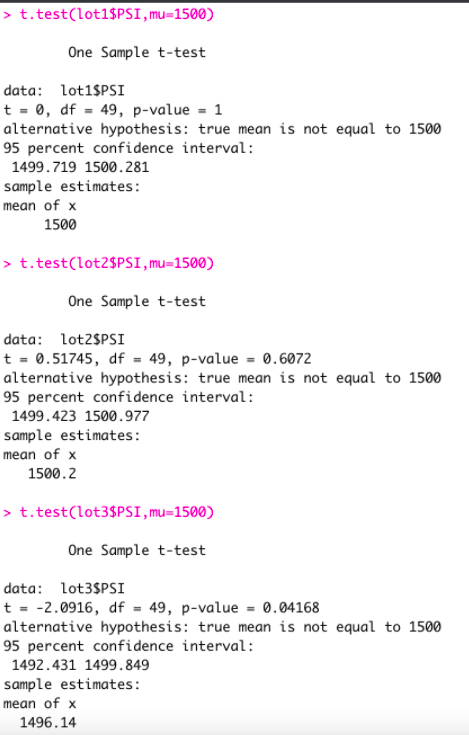 > t.test(lot1$PSI,mu=1500)
One Sample t-test
data:  lot1$PSI
t = 0, df = 49, p-value = 1
alternative hypothesis: true mean is not equal to 1500
95 percent confidence interval:
1499.719 1500.281
sample estimates:
mean of x
1500
> t.test(lot2$PSI,mu=1500)
One Sample t-test
data:  lot2$PSI
t = 0.51745, df = 49, p-value = 0.6072
alternative hypothesis: true mean is not equal to 1500
95 percent confidence interval:
1499.423 1500.977
sample estimates:
mean of x
1500.2
> t.test(lot3$PSI,mu=1500)
One Sample t-test
data:  lot3$PSI
t = -2.0916, df = 49, p-value = 0.04168
alternative hypothesis: true mean is not equal to 1500
95 percent confidence interval:
1492.431 1499.849
sample estimates:
mean of x
1496.14